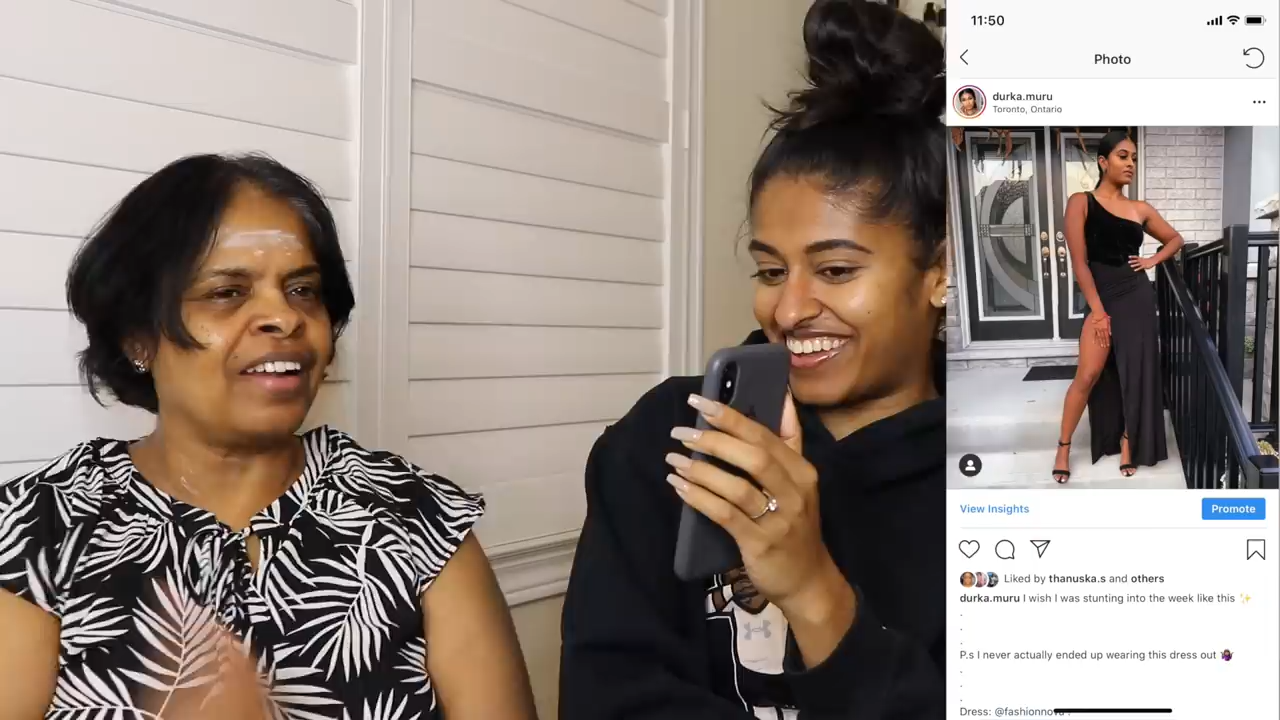 11:50
Photo
durka.muru
Toronto, Ontario
View Insights
Promote
Liked by thanuska.s and others
durka.muru I wish I was stunting into the week like this ✨
.
.
.
P.s I never actually ended up wearing this dress out 🤷🏾‍♀️
.
.
.
Dress: @fashionnova